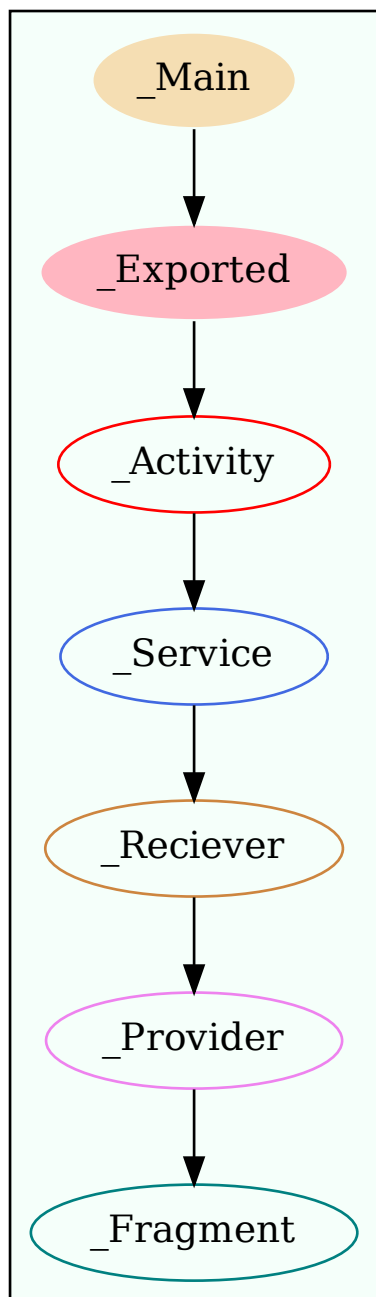 _Main
_Exported
_Activity
_Service
_Reciever
_Provider
_Fragment